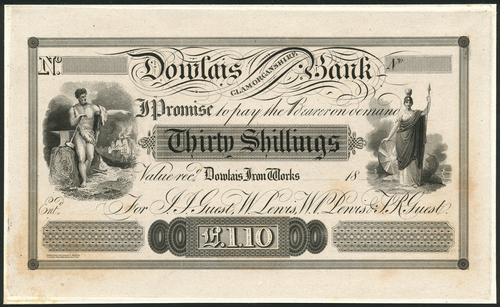 Nº. Dowlais Bank Nº
GLAMORGANSHIRE
I Promise to pay the Bearer on demand
Thirty Shillings
Value recd. Dowlais Iron Works 18
Entd.
For J.J. Guest, W. Lewis, W. P. Lewis & T. R. Guest.
£1.10